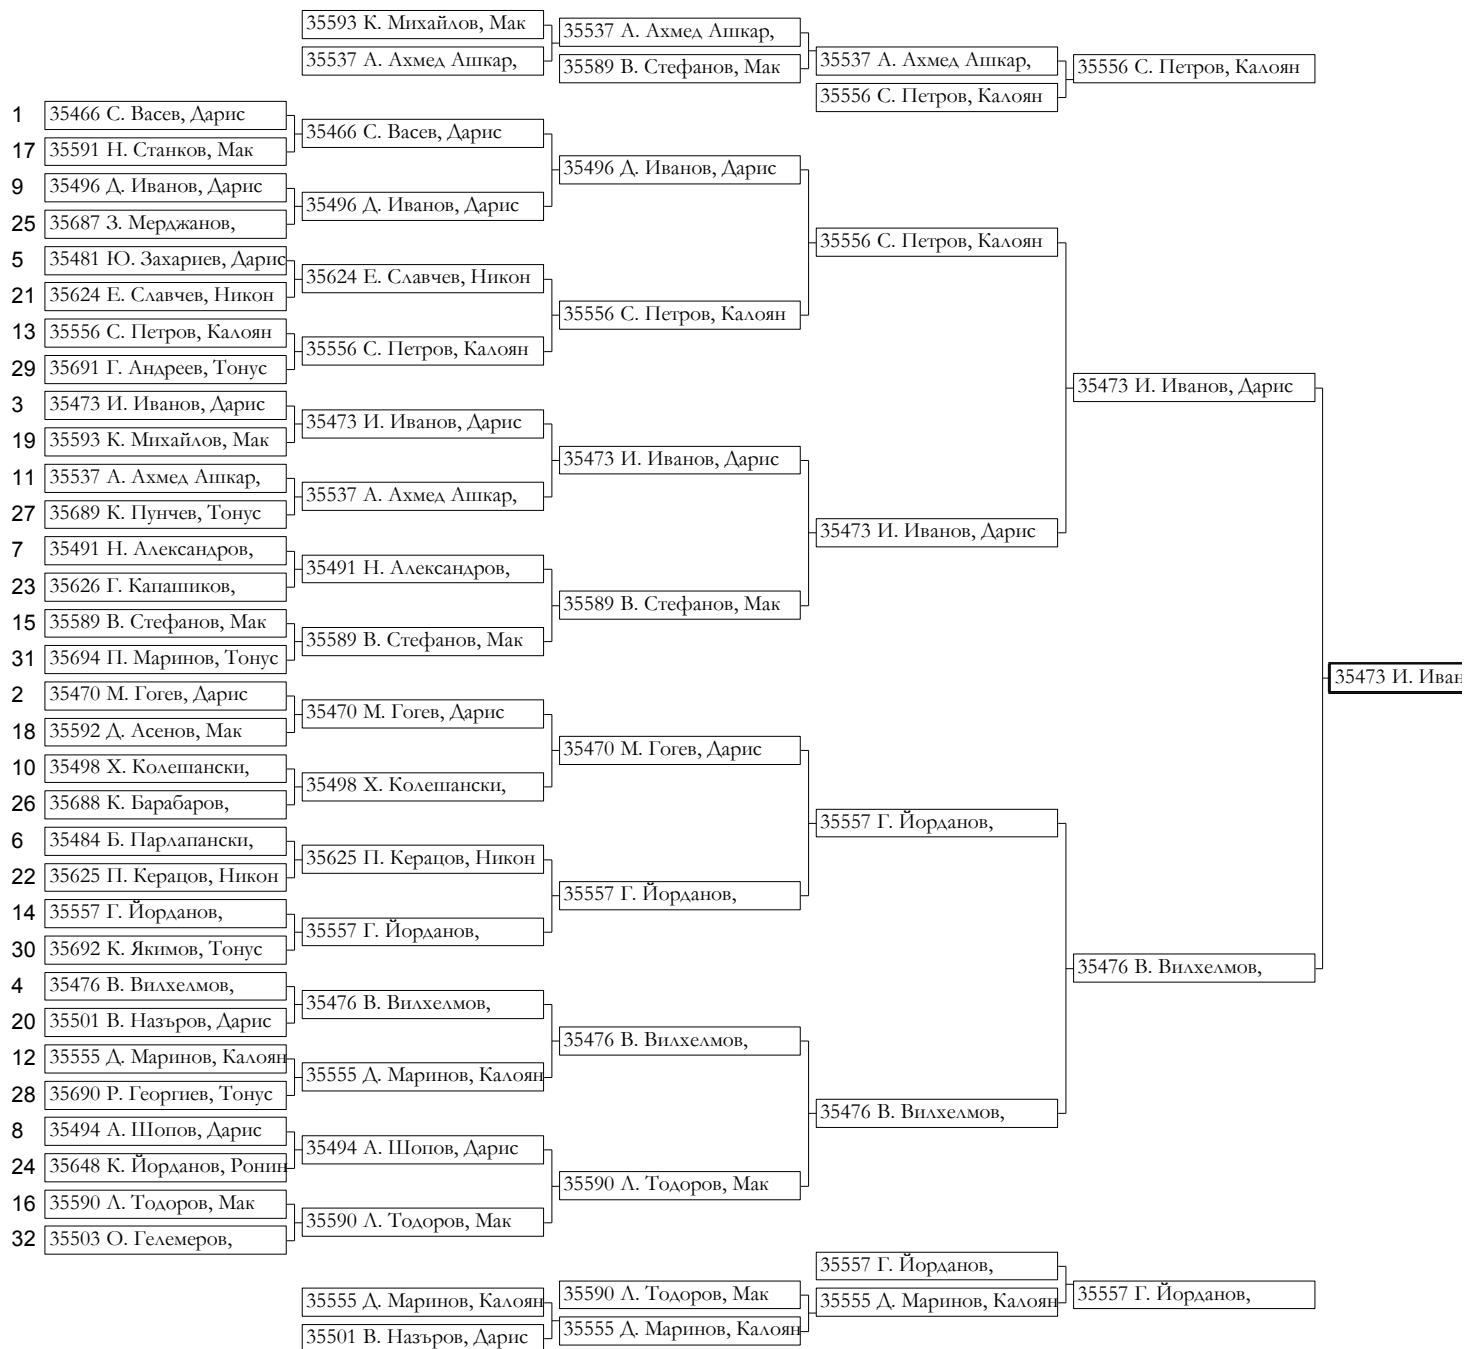 35593 К. Михайлов, Мак
35537 А. Ахмед Ашкар,
35537 А. Ахмед Ашкар,
35589 В. Стефанов, Мак
35537 А. Ахмед Ашкар,
35556 С. Петров, Калоян
35556 С. Петров, Калоян
1 35466 С. Васев, Дарис
17 35591 Н. Станков, Мак
9 35496 Д. Иванов, Дарис
25 35687 З. Мерджанов,
5 35481 Ю. Захариев, Дарис
21 35624 Е. Славчев, Никон
13 35556 С. Петров, Калоян
29 35691 Г. Андреев, Тонус
3 35473 И. Иванов, Дарис
19 35593 К. Михайлов, Мак
11 35537 А. Ахмед Ашкар,
27 35689 К. Пунчев, Тонус
7 35491 Н. Александров,
23 35626 Г. Капашиков,
15 35589 В. Стефанов, Мак
31 35694 П. Маринов, Тонус
2 35470 М. Гогев, Дарис
18 35592 Д. Асенов, Мак
10 35498 Х. Колешански,
26 35688 К. Барабаров,
6 35484 Б. Парлапански,
22 35625 П. Керацов, Никон
14 35557 Г. Йорданов,
30 35692 К. Якимов, Тонус
4 35476 В. Вилхелмов,
20 35501 В. Назъров, Дарис
12 35555 Д. Маринов, Калоян
28 35690 Р. Георгиев, Тонус
8 35494 А. Шопов, Дарис
24 35648 К. Йорданов, Ронин
16 35590 Л. Тодоров, Мак
32 35503 О. Гелемеров,
35466 С. Васев, Дарис
35496 Д. Иванов, Дарис
35624 Е. Славчев, Никон
35556 С. Петров, Калоян
35473 И. Иванов, Дарис
35537 А. Ахмед Ашкар,
35491 Н. Александров,
35589 В. Стефанов, Мак
35470 М. Гогев, Дарис
35498 Х. Колешански,
35625 П. Керацов, Никон
35557 Г. Йорданов,
35476 В. Вилхелмов,
35555 Д. Маринов, Калоян
35494 А. Шопов, Дарис
35590 Л. Тодоров, Мак
35496 Д. Иванов, Дарис
35556 С. Петров, Калоян
35473 И. Иванов, Дарис
35589 В. Стефанов, Мак
35470 М. Гогев, Дарис
35557 Г. Йорданов,
35476 В. Вилхелмов,
35590 Л. Тодоров, Мак
35556 С. Петров, Калоян
35473 И. Иванов, Дарис
35557 Г. Йорданов,
35476 В. Вилхелмов,
35473 И. Иванов, Дарис
35476 В. Вилхелмов,
35473 И. Иван
35555 Д. Маринов, Калоян
35501 В. Назъров, Дарис
35590 Л. Тодоров, Мак
35555 Д. Маринов, Калоян
35557 Г. Йорданов,
35555 Д. Маринов, Калоян
35557 Г. Йорданов,